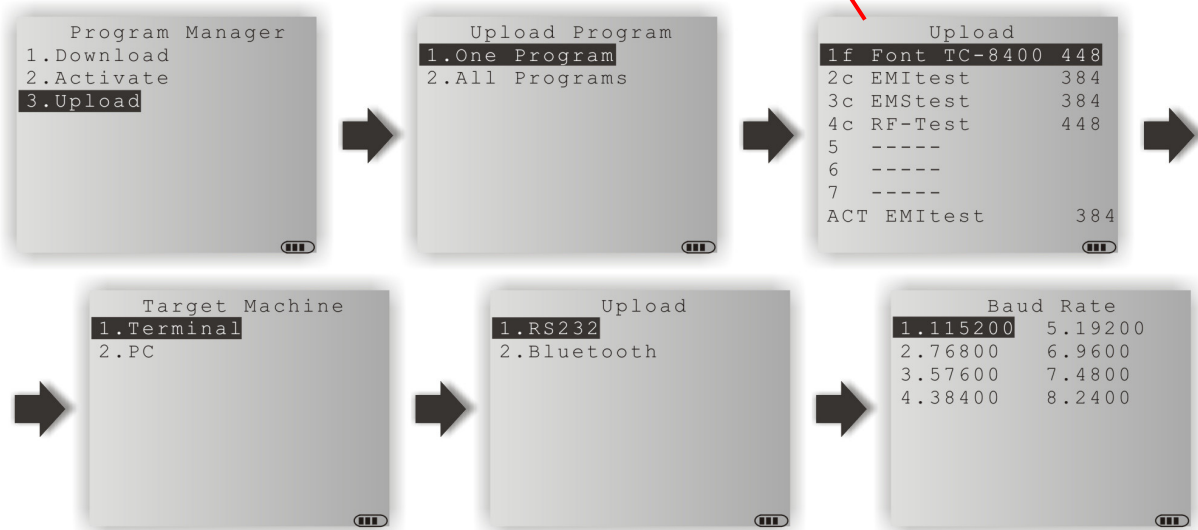 Program Manager
1.Download
2.Activate
3.Upload
Upload Program
1.One Program
2.All Programs
Upload
1f Font TC-8400 448
2c EMItest 384
3c EMStest 384
4c RF-Test 448
5 -----
6 -----
7 -----
ACT EMItest 384
Target Machine
1.Terminal
2.PC
Upload
1.RS232
2.Bluetooth
Baud Rate
1.115200 5.19200
2.76800 6.9600
3.57600 7.4800
4.38400 8.2400